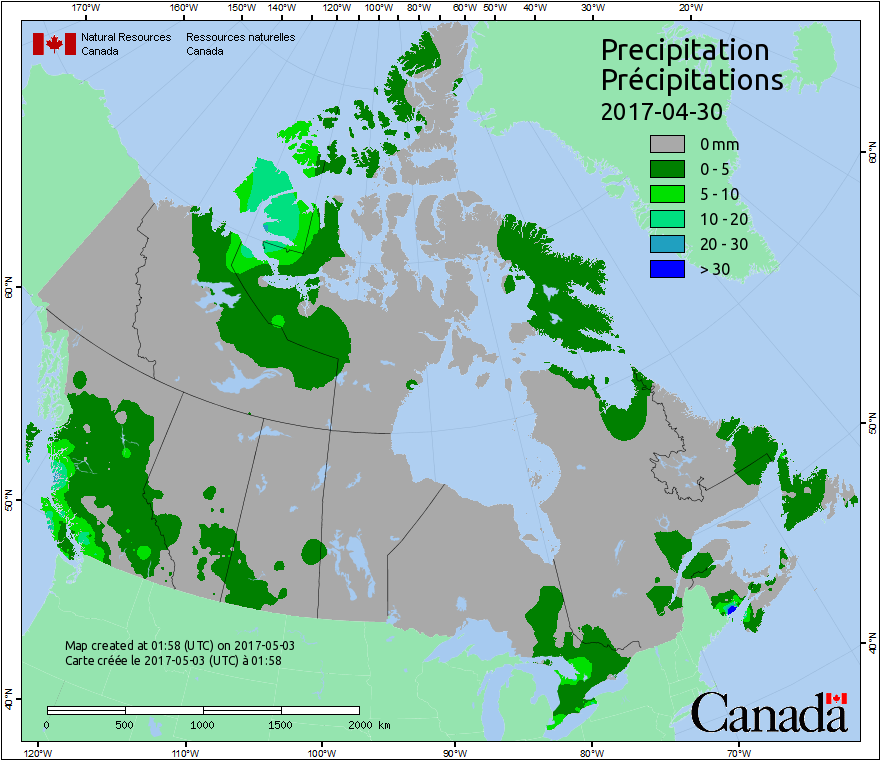 170°W 160°W 150°W 140°W 120°W 100°W 80°W 60°W 50°W 40°W 30°W 20°W
Natural Resources Ressources naturelles
Canada Canada
Precipitation
Précipitations
2017-04-30
0 mm
0 - 5
5 - 10
10 - 20
20 - 30
> 30
60°N
60°N
50°N
50°N
40°N
40°N
Map created at 01:58 (UTC) on 2017-05-03
Carte créée le 2017-05-03 (UTC) à 01:58
0 500 1000 1500 2000 km
Canada
120°W 110°W 100°W 90°W 80°W 70°W